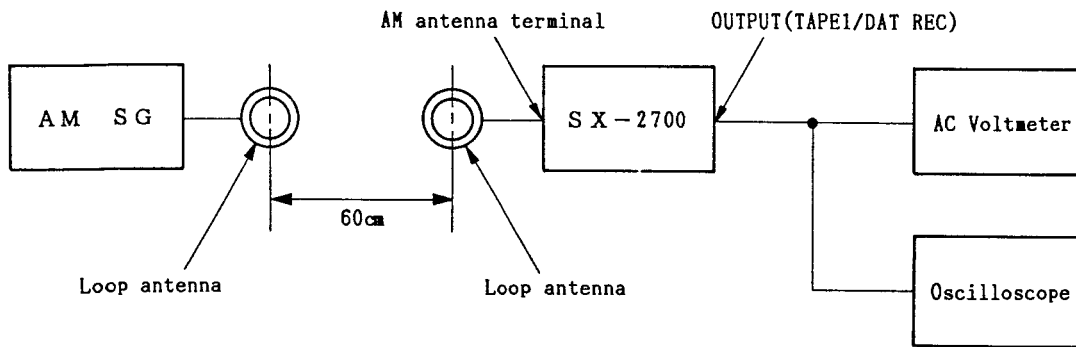 AM antenna terminal
OUTPUT(TAPE1/DAT REC)
AM SG
SX-2700
AC Voltmeter
60cm
Loop antenna
Loop antenna
Oscilloscope